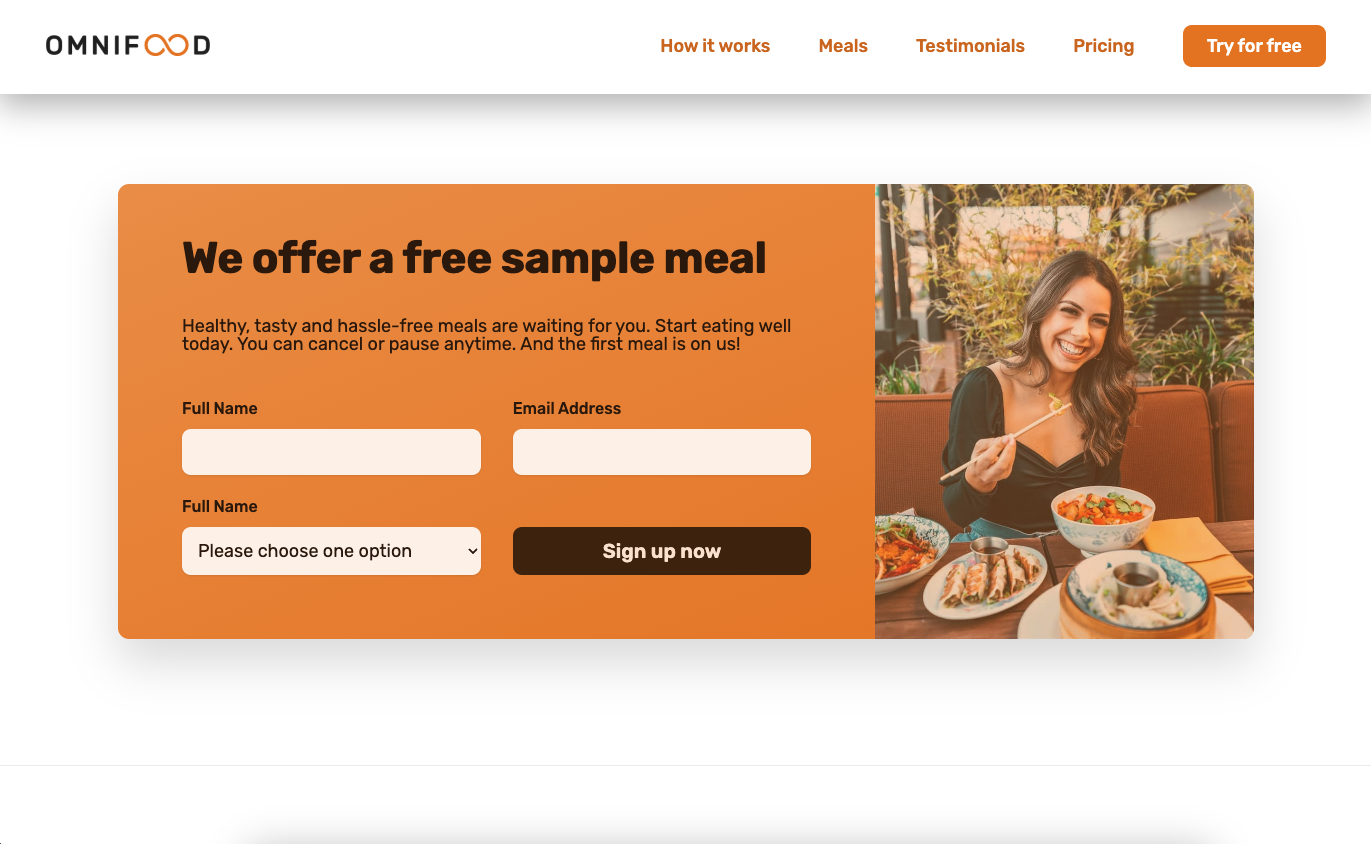 OMNIFOOD
How it works
Meals
Testimonials
Pricing
Try for free
We offer a free sample meal
Healthy, tasty and hassle-free meals are waiting for you. Start eating well
today. You can cancel or pause anytime. And the first meal is on us!
Full Name
Email Address
Full Name
Please choose one option
Sign up now